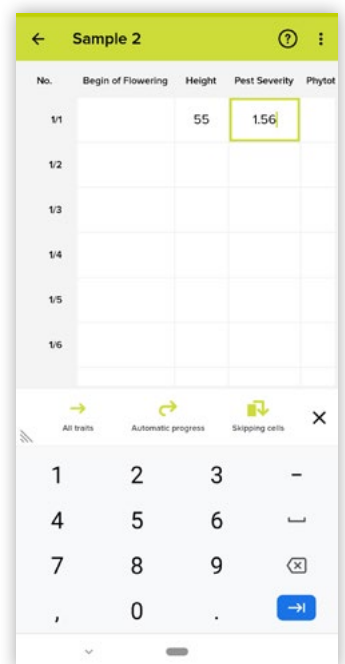 Sample 2
No. Begin of Flowering Height Pest Severity Phytot
1/1 55 1.56
1/2
1/3
1/4
1/5
1/6
All traits Automatic progress Skipping cells
1 2 3 -
4 5 6
7 8 9
, 0 .